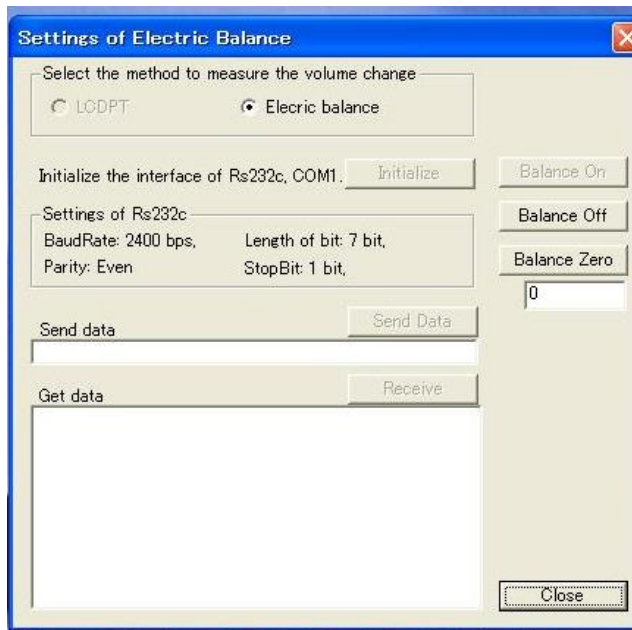 Settings of Electric Balance
Select the method to measure the volume change
LCDPT
Elecric balance
Initialize the interface of Rs232c, COM1.
Initialize
Balance On
Settings of Rs232c
Balance Off
BaudRate: 2400 bps,
Length of bit: 7 bit,
Parity: Even
StopBit: 1 bit,
Balance Zero
0
Send data
Send Data
Get data
Receive
Close